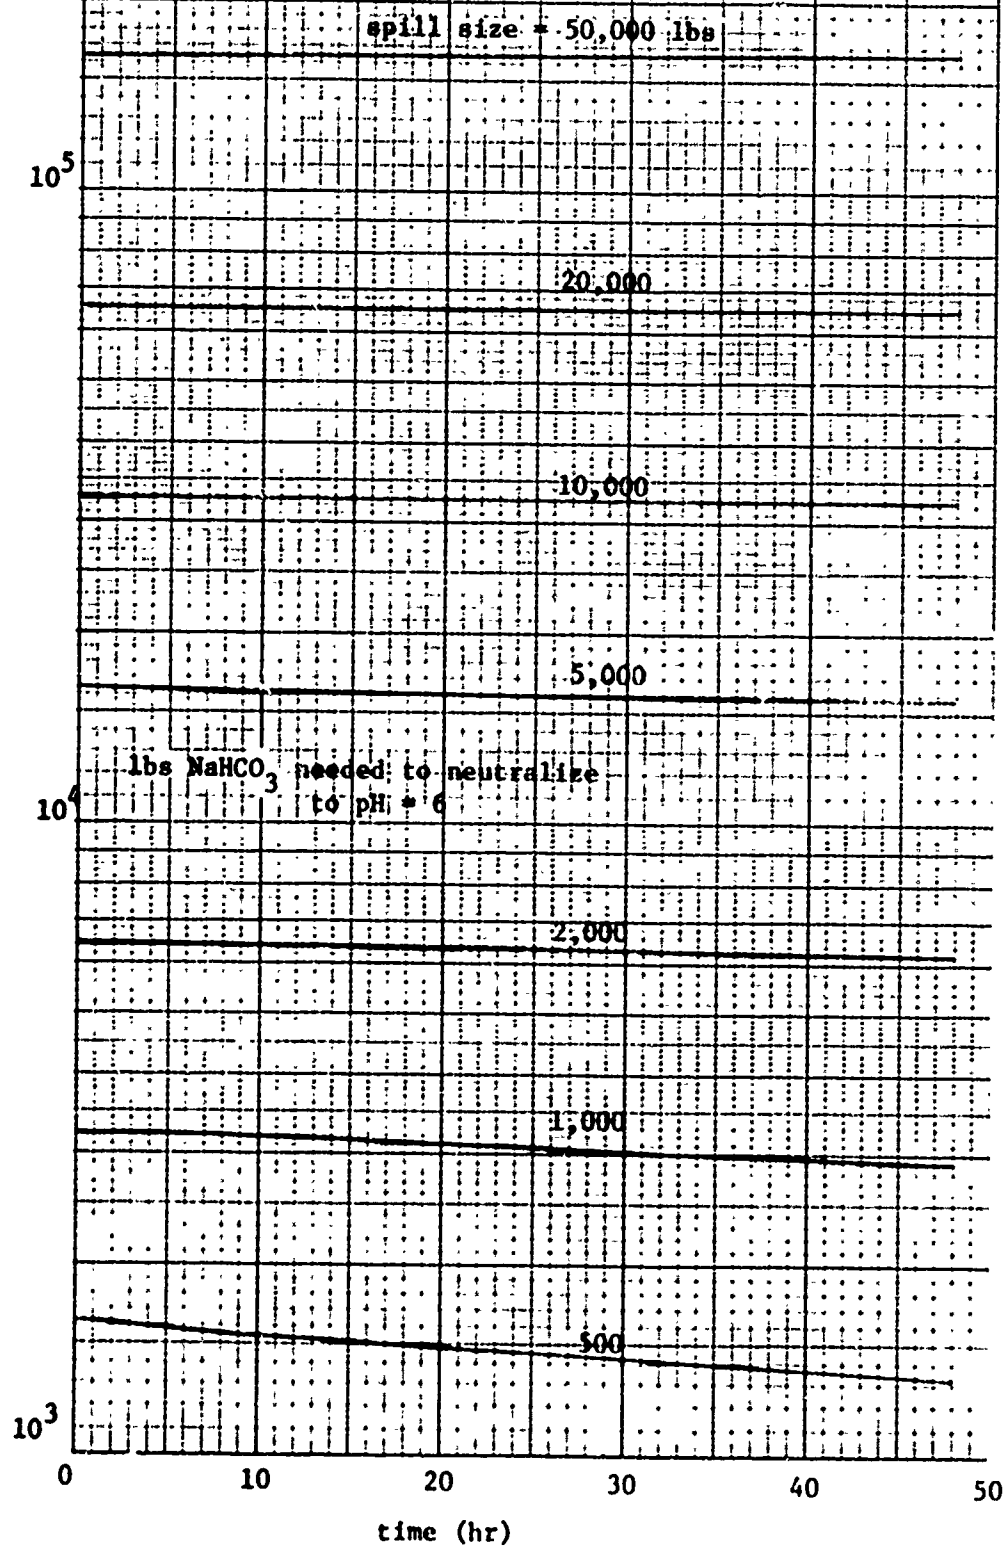 spill size = 50,000 lbs
10^5
20,000
10,000
5,000
lbs NaHCO3 needed to neutralize
to pH = 6
10^4
2,000
1,000
500
10^3
0 10 20 30 40 50
time (hr)